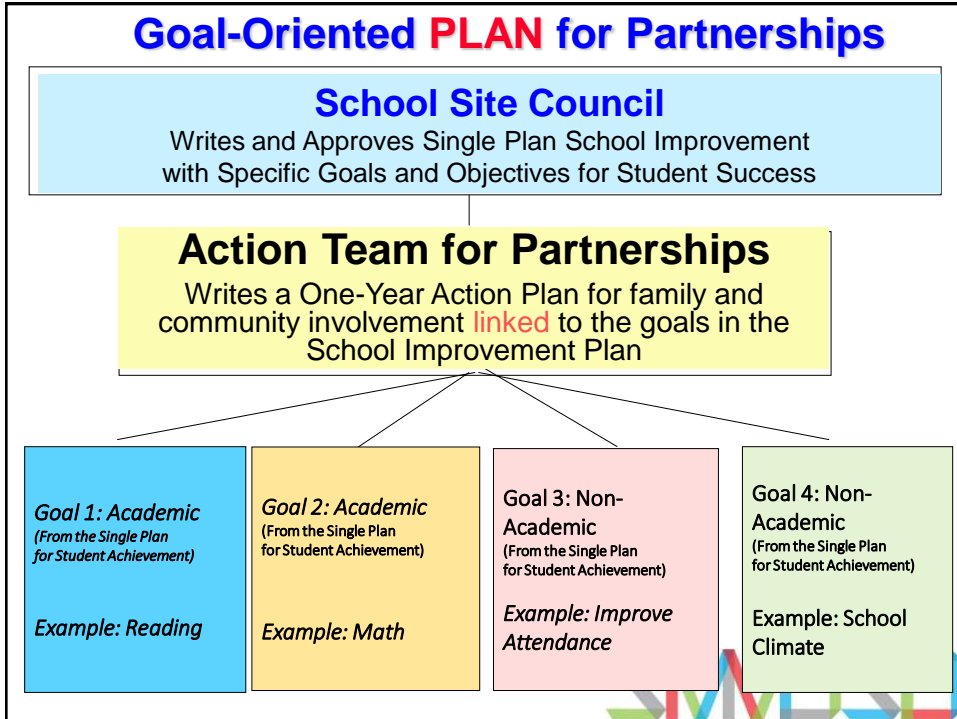 Goal-Oriented PLAN for Partnerships
School Site Council
Writes and Approves Single Plan School Improvement
with Specific Goals and Objectives for Student Success
Action Team for Partnerships
Writes a One-Year Action Plan for family and
community involvement linked to the goals in the
School Improvement Plan
Goal 1: Academic
(From the Single Plan
for Student Achievement)
Example: Reading
Goal 2: Academic
(From the Single Plan
for Student Achievement)
Example: Math
Goal 3: Non-
Academic
(From the Single Plan
for Student Achievement)
Example: Improve
Attendance
Goal 4: Non-
Academic
(From the Single Plan
for Student Achievement)
Example: School
Climate